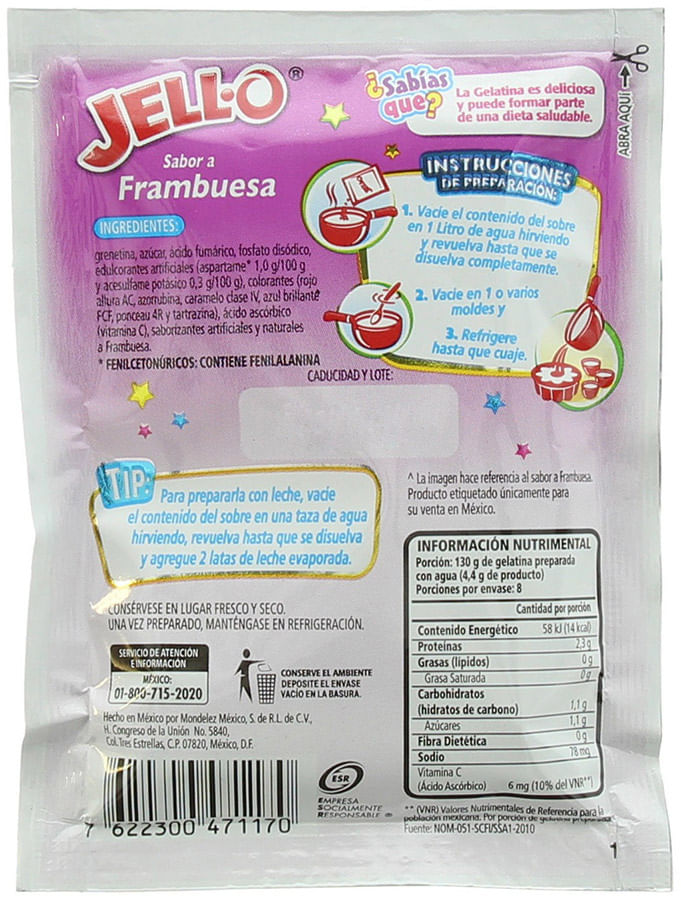 JELL-O®
¿Sabías
que?
La Gelatina es deliciosa
y puede formar parte
de una dieta saludable.
ABRA AQUÍ
Sabor a
Frambuesa
INGREDIENTES:
grenetina, azúcar, ácido fumárico, fosfato disódico,
edulcorantes artificiales (aspartame* 1,0 g/100 g
y acesulfame potásico 0,3 g/100 g), colorantes (rojo
allura AC, azorrubina, caramelo clase IV, azul brillante
FCF, ponceau 4R y tartrazina), ácido ascórbico
(vitamina C), saborizantes artificiales y naturales
a frambuesa.
* FENILCETONÚRICOS: CONTIENE FENILALANINA
INSTRUCCIONES
DE PREPARACIÓN:
1. Vacíe el contenido del sobre
en 1 Litro de agua hirviendo
y revuelva hasta que se
disuelva completamente.
2. Vacíe en 1 o varios
moldes y
3. Refrigere
hasta que cuaje.
CADUCIDAD Y LOTE:
TIP:
Para prepararla con leche, vacíe
el contenido del sobre en una taza de agua
hirviendo, revuelva hasta que se disuelva
y agregue 2 latas de leche evaporada.
^ La imagen hace referencia al sabor a Frambuesa.
Producto etiquetado únicamente para
su venta en México.
CONSÉRVESE EN LUGAR FRESCO Y SECO.
UNA VEZ PREPARADO, MANTÉNGASE EN REFRIGERACIÓN.
SERVICIO DE ATENCIÓN
E INFORMACIÓN
MÉXICO:
01-800-715-2020
CONSERVE EL AMBIENTE
DEPOSITE EL ENVASE
VACÍO EN LA BASURA.
Hecho en México por Mondelez México, S. de R.L. de C.V.,
H. Congreso de la Unión No. 5840,
Col. Tres Estrellas, C.P. 07820, México, D.F.
7 622300 471170
ESR
EMPRESA
SOCIALMENTE
RESPONSABLE ®
INFORMACIÓN NUTRIMENTAL
Porción: 130 g de gelatina preparada
con agua (4,4 g de producto)
Porciones por envase: 8
Cantidad por porción
Contenido Energético 58 kJ (14 kcal)
Proteínas 2,3 g
Grasas (lípidos) 0 g
Grasa Saturada 0 g
Carbohidratos
(hidratos de carbono) 1,1 g
Azúcares 1,1 g
Fibra Dietética 0 g
Sodio 78 mg
Vitamina C
(Ácido Ascórbico) 6 mg (10% del VNR**)
** (VNR) Valores Nutrimentales de Referencia para la
población mexicana. Por porción de gelatina preparada
Fuente: NOM-051-SCFI/SSA1-2010
1